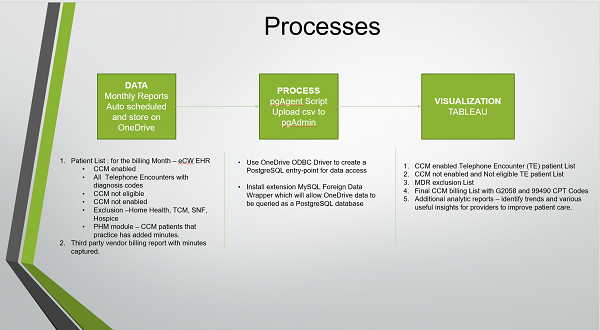 Processes
DATA
Monthly Reports
Auto scheduled
and store on
OneDrive
PROCESS
pgAgent Script
Upload csv to
pgAdmin
VISUALIZATION
TABLEAU
1. Patient List : for the billing Month – eCW EHR
• CCM enabled
• All Telephone Encounters with
diagnosis codes
• CCM not eligible
• CCM not enabled
• Exclusion –Home Health, TCM, SNF,
Hospice
• PHM module – CCM patients that
practice has added minutes.
2. Third party vendor billing report with minutes
captured.
• Use OneDrive ODBC Driver to create a
PostgreSQL entry-point for data access
• Install extension MySQL Foreign Data
Wrapper which will allow OneDrive data to
be queried as a PostgreSQL database
1. CCM enabled Telephone Encounter (TE) patient List
2. CCM not enabled and Not eligible TE patient List
3. MDR exclusion List
4. Final CCM billing List with G2058 and 99490 CPT Codes
5. Additional analytic reports – identify trends and various
useful insights for providers to improve patient care.